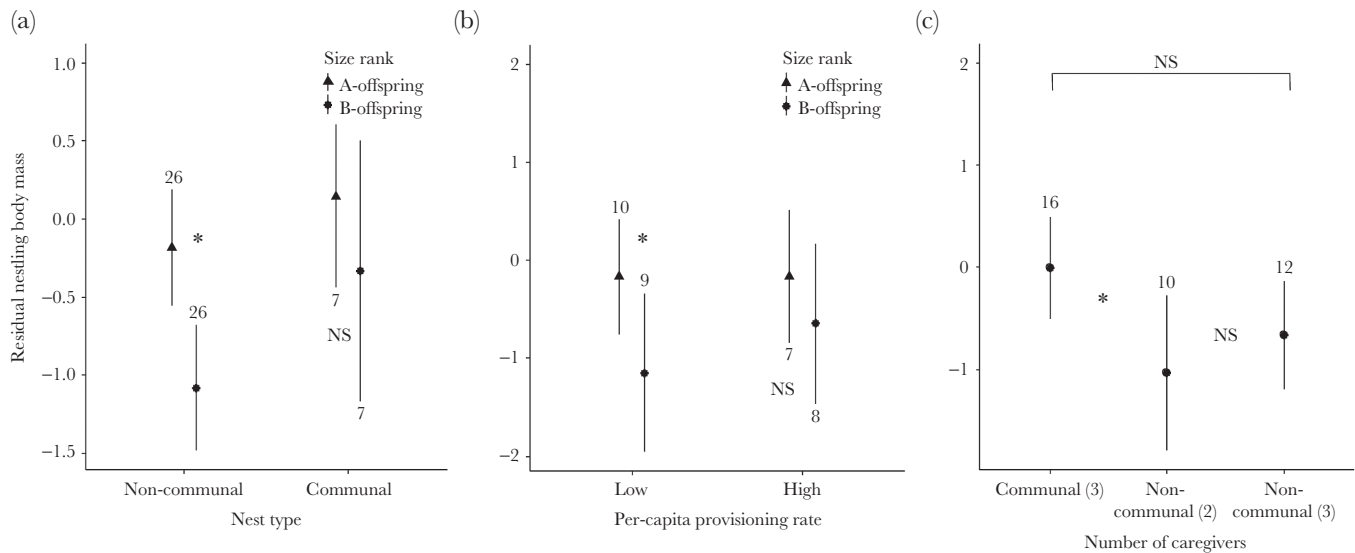 (a)
Size rank
A-offspring
B-offspring
1.0
0.5
0.0
−0.5
−1.0
−1.5
Residual nestling body mass
26
*
26
7
NS
7
Non-communal
Communal
Nest type
(b)
Size rank
A-offspring
B-offspring
2
1
0
−1
−2
10
*
9
7
NS
8
Low
High
Per-capita provisioning rate
(c)
NS
2
1
0
−1
16
*
10
NS
12
Communal (3)
Non-
communal (2)
Non-
communal (3)
Number of caregivers